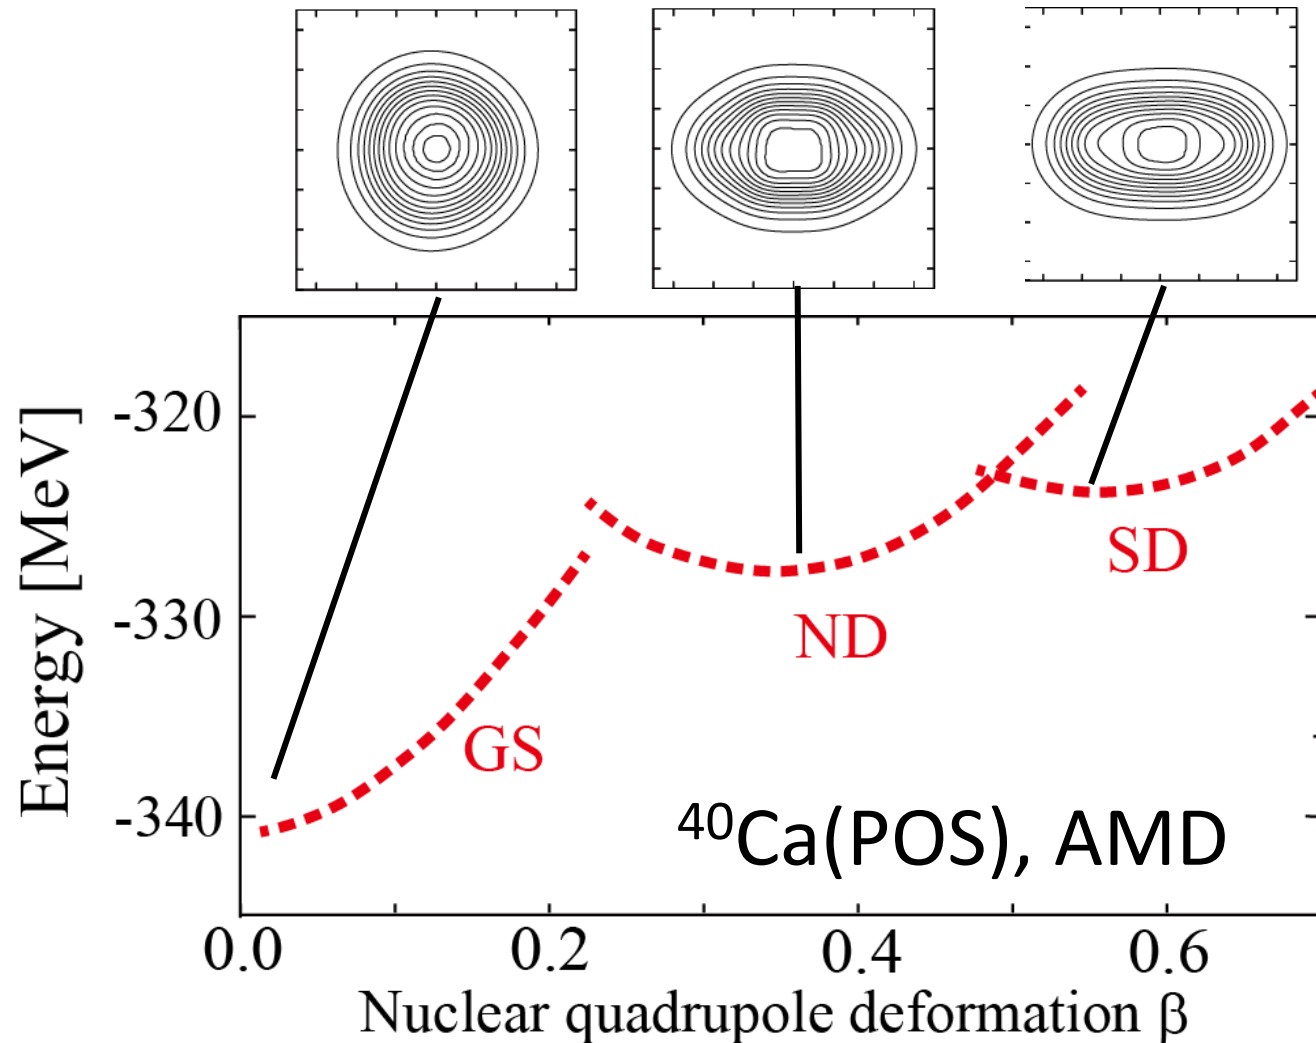 Energy [MeV]
-320
-330
-340
SD
ND
GS
⁴⁰Ca(POS), AMD
0.0
0.2
0.4
0.6
Nuclear quadrupole deformation β